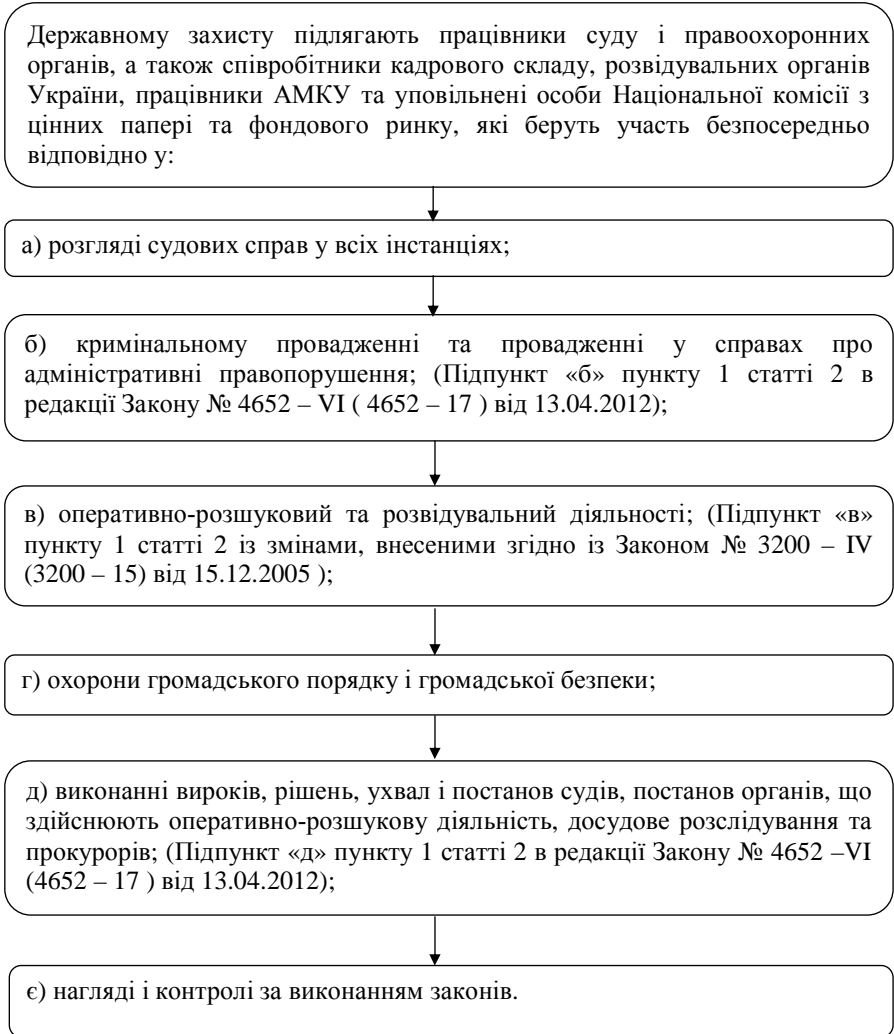 Державному захисту підлягають працівники суду і правоохоронних
органів, а також співробітники кадрового складу, розвідувальних органів
України, працівники АМКУ та уповільнені особи Національної комісії з
цінних папері та фондового ринку, які беруть участь безпосередньо
відповідно у:
а) розгляді судових справ у всіх інстанціях;
б) кримінальному провадженні та провадженні у справах про
адміністративні правопорушення; (Підпункт «б» пункту 1 статті 2 в
редакції Закону № 4652 – VI ( 4652 – 17 ) від 13.04.2012);
в) оперативно-розшуковий та розвідувальний діяльності; (Підпункт «в»
пункту 1 статті 2 із змінами, внесеними згідно із Законом № 3200 – IV
(3200 – 15) від 15.12.2005 );
г) охорони громадського порядку і громадської безпеки;
д) виконанні вироків, рішень, ухвал і постанов судів, постанов органів, що
здійснюють оперативно-розшукову діяльність, досудове розслідування та
прокурорів; (Підпункт «д» пункту 1 статті 2 в редакції Закону № 4652 –VI
(4652 – 17 ) від 13.04.2012);
є) нагляді і контролі за виконанням законів.